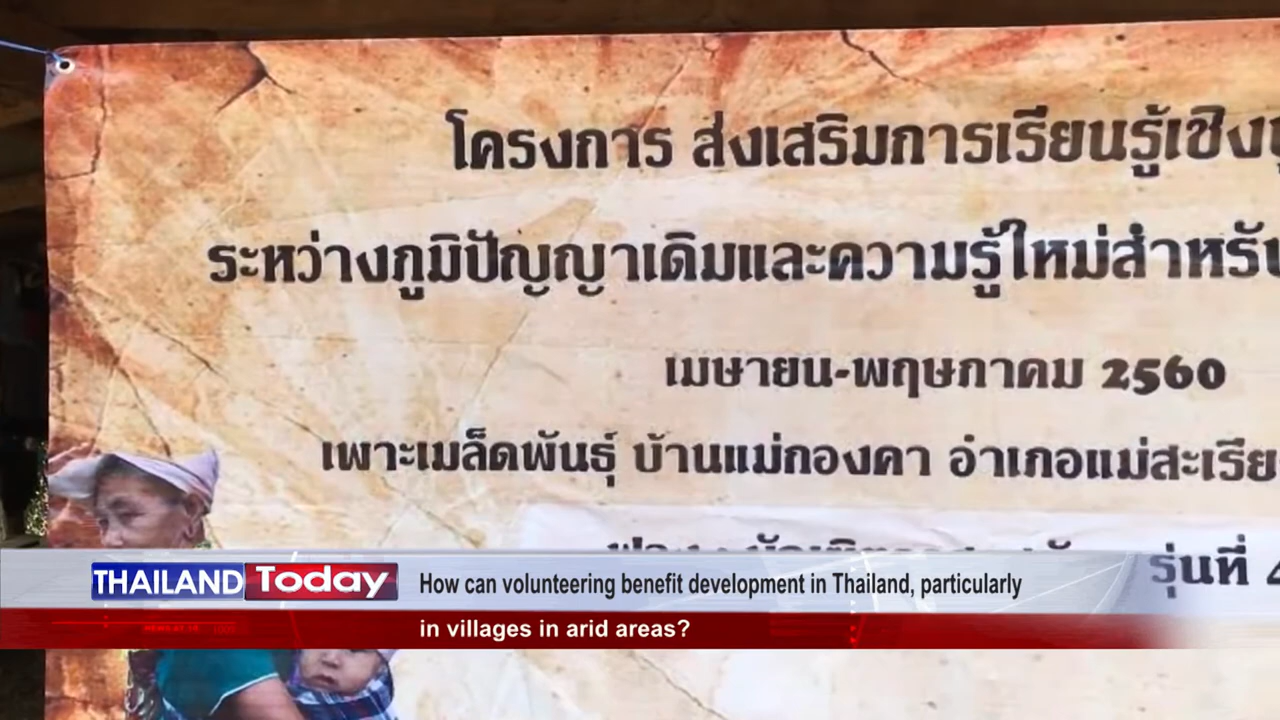 โครงการ ส่งเสริมการเรียนรู้เชิง
ระหว่างภูมิปัญญาเดิมและความรู้ใหม่สำหรับ
เมษายน-พฤษภาคม 2560
เพาะเมล็ดพันธุ์ บ้านแม่กองคา อำเภอแม่สะเรีย
รุ่นที่ 4
THAILAND Today
How can volunteering benefit development in Thailand, particularly
in villages in arid areas?